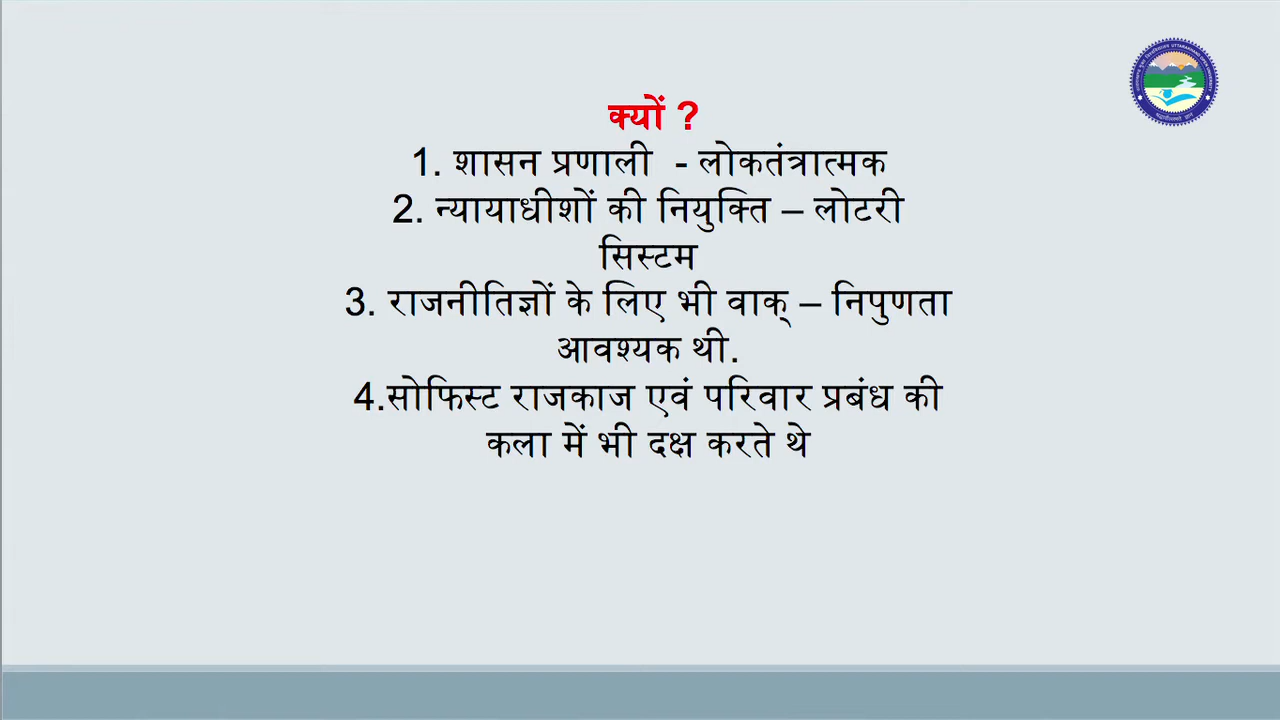 क्यों ?
1. शासन प्रणाली - लोकतंत्रात्मक
2. न्यायाधीशों की नियुक्ति – लोटरी
सिस्टम
3. राजनीतिज्ञों के लिए भी वाक् – निपुणता
आवश्यक थी.
4.सोफिस्ट राजकाज एवं परिवार प्रबंध की
कला में भी दक्ष करते थे